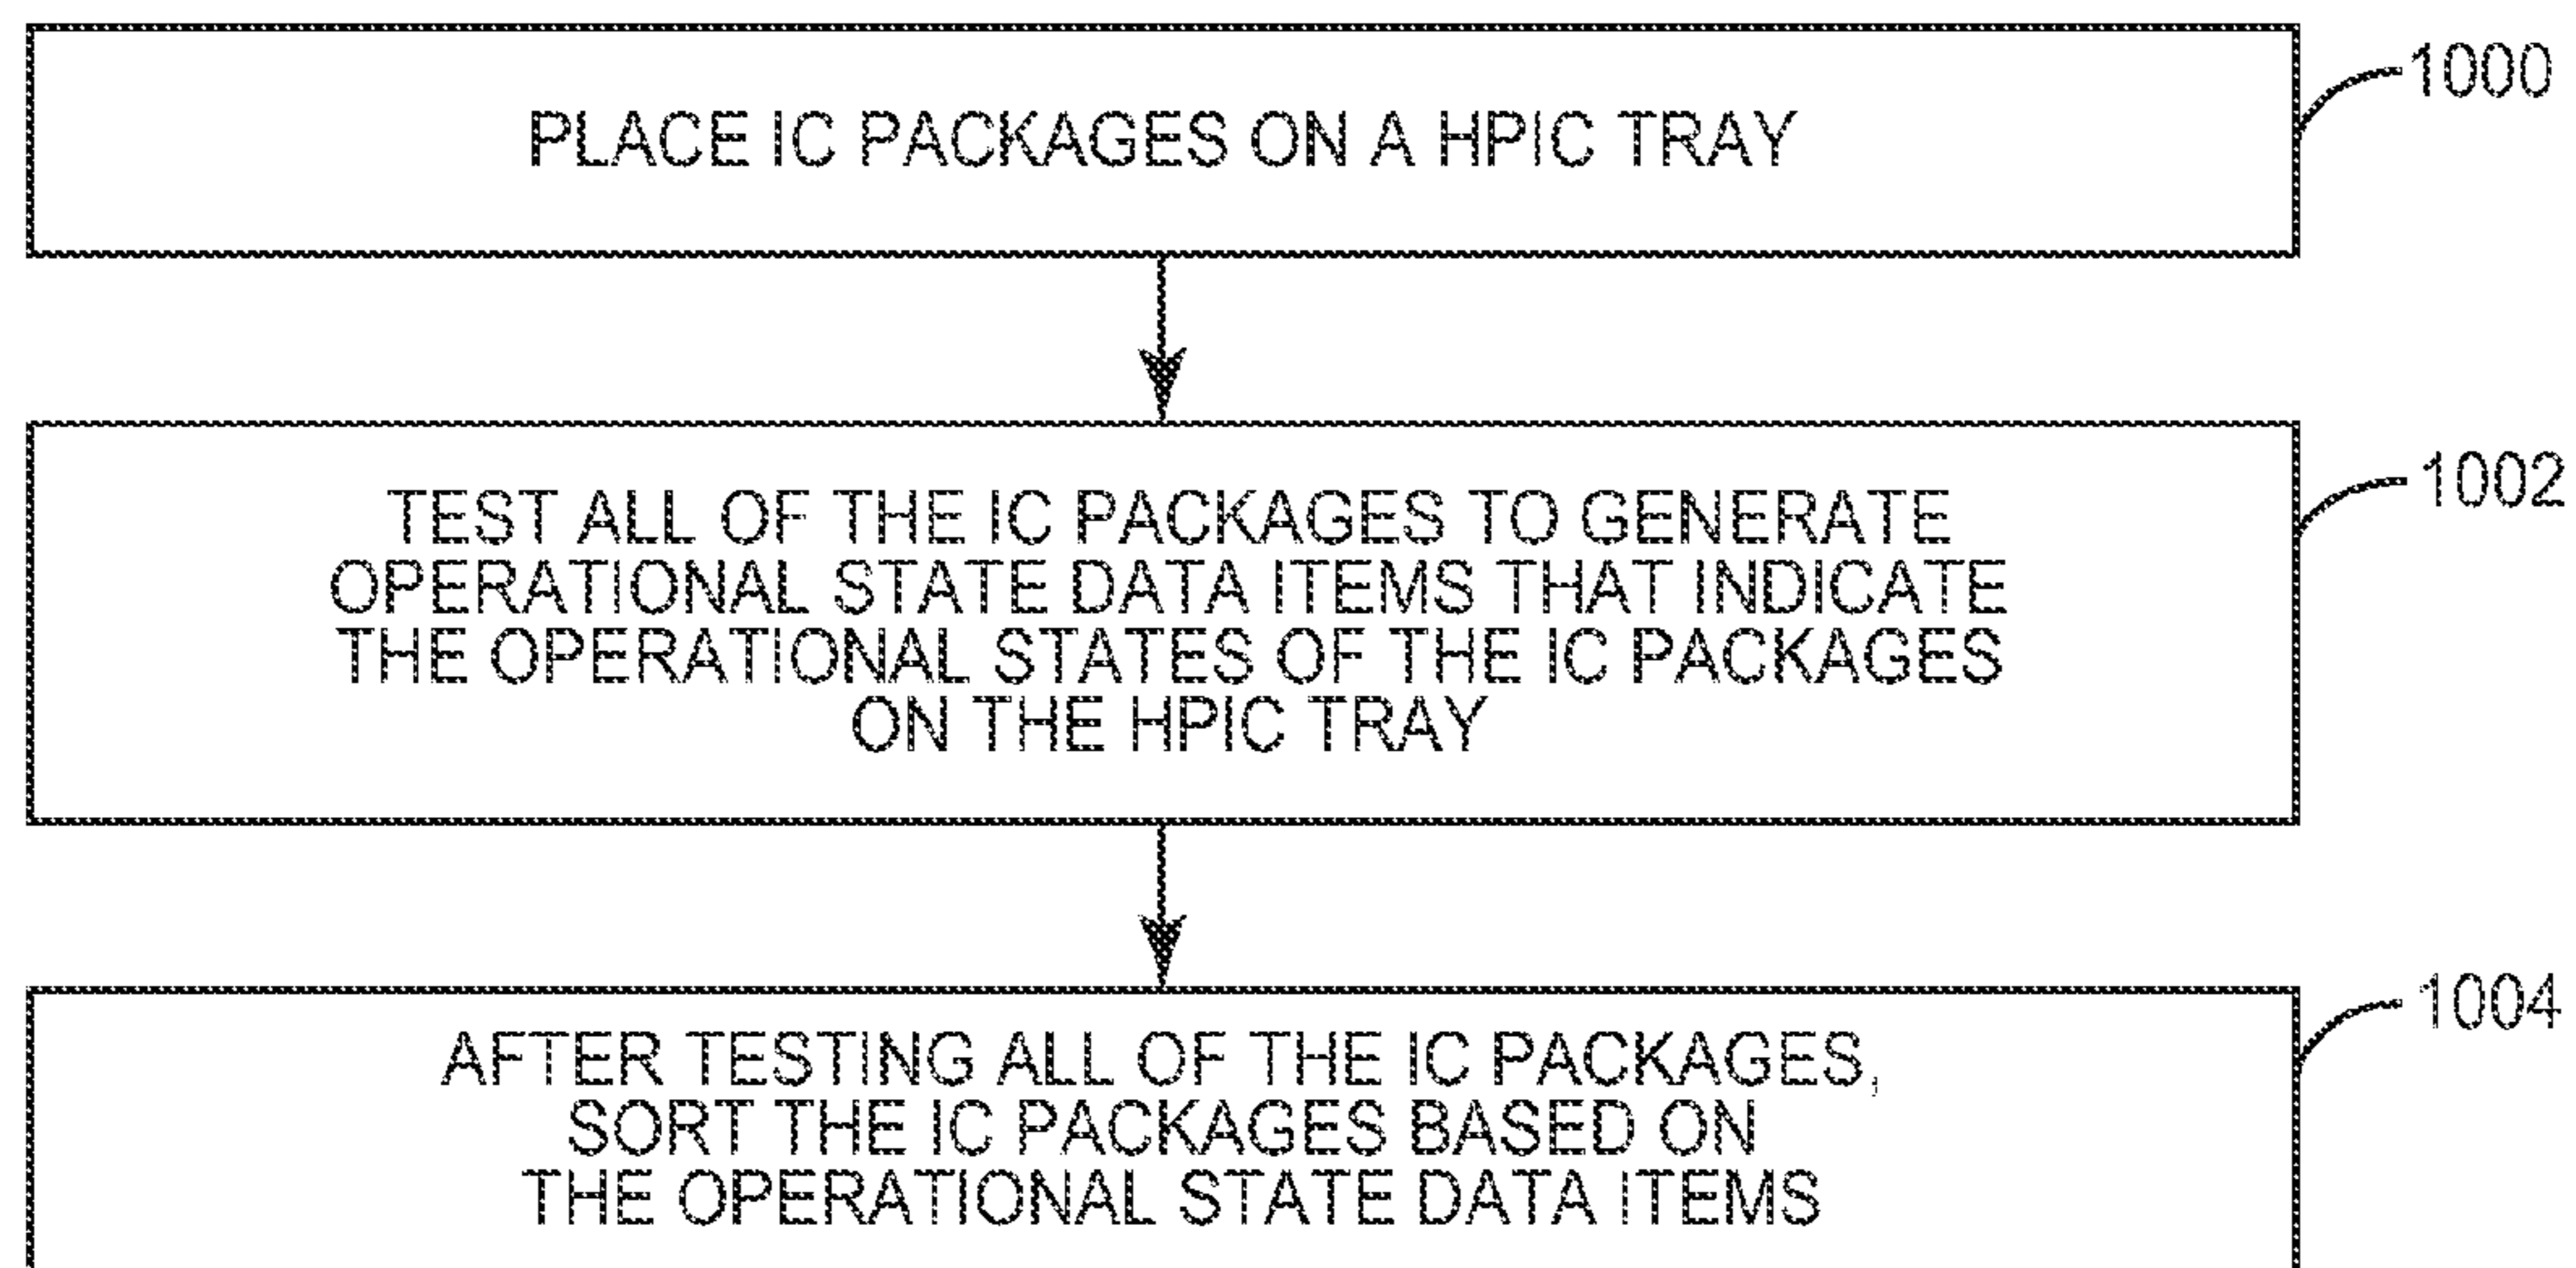 PLACE IC PACKAGES ON A HPIC TRAY
1000
TEST ALL OF THE IC PACKAGES TO GENERATE
OPERATIONAL STATE DATA ITEMS THAT INDICATE
THE OPERATIONAL STATES OF THE IC PACKAGES
ON THE HPIC TRAY
1002
AFTER TESTING ALL OF THE IC PACKAGES,
SORT THE IC PACKAGES BASED ON
THE OPERATIONAL STATE DATA ITEMS
1004